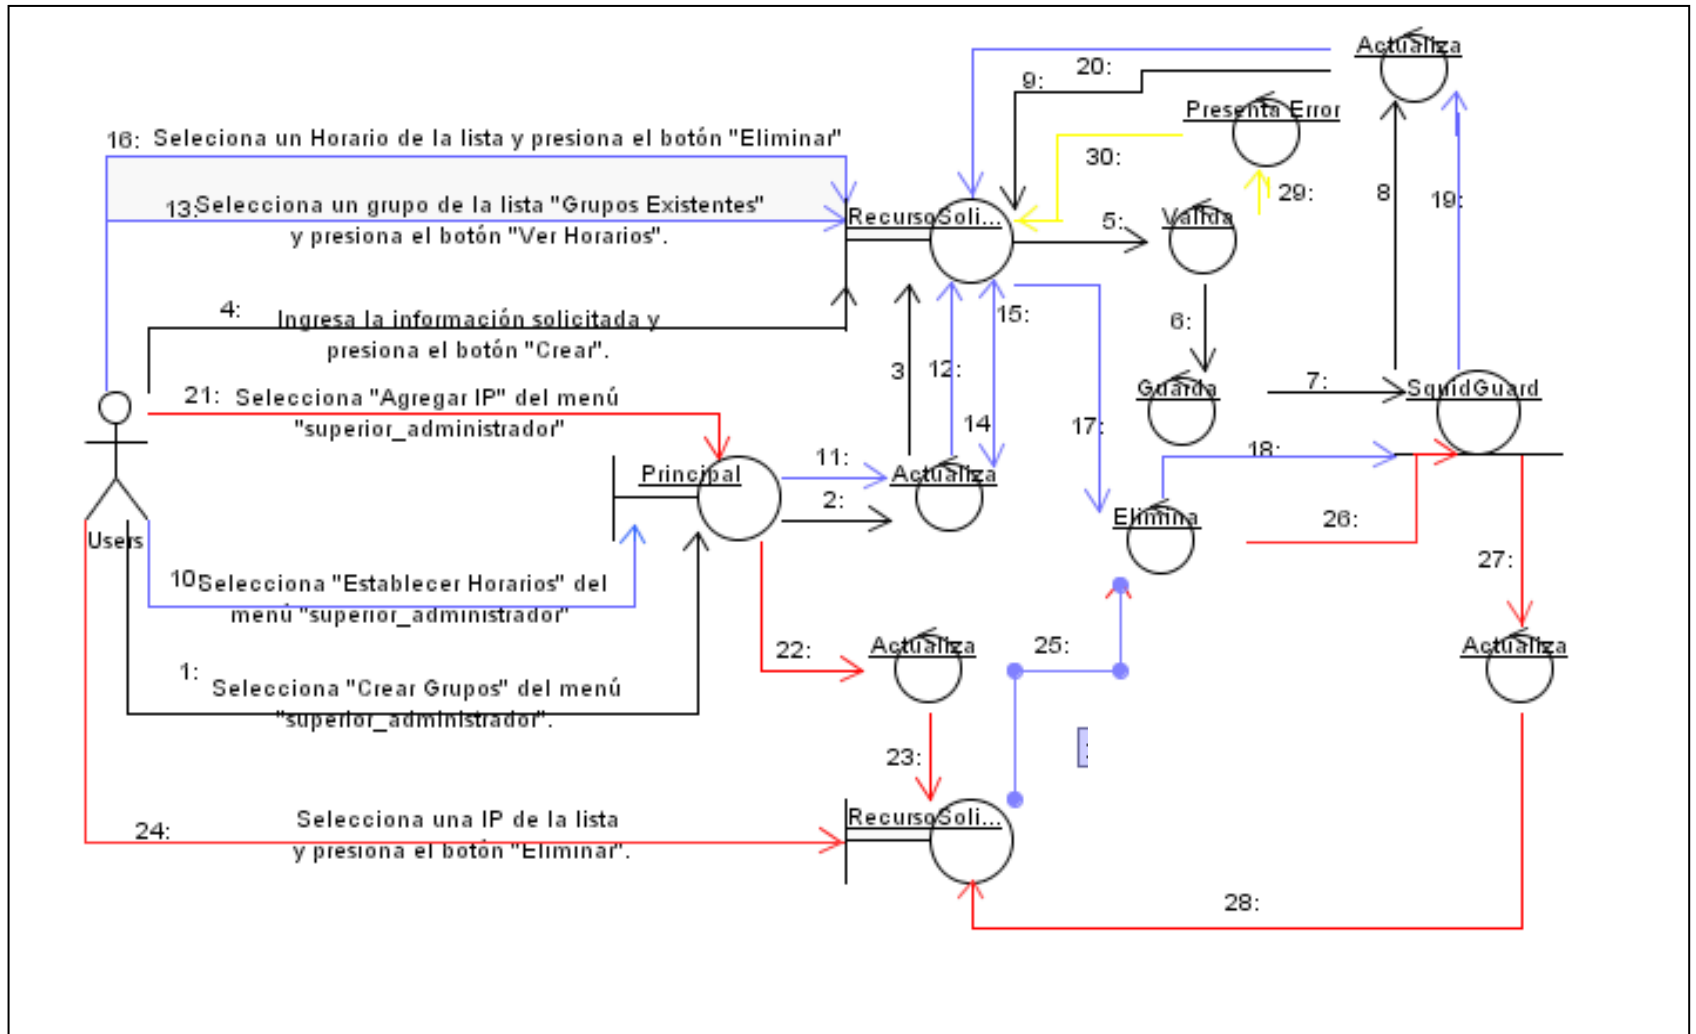 Actualiza
20:
9:
Presenta Error
16: Seleciona un Horario de la lista y presiona el botón "Eliminar"
30:
29:
8
19:
13: Selecciona un grupo de la lista "Grupos Existentes"
y presiona el botón "Ver Horarios".
RecursoSoli...
5:
Valida
4:
Ingresa la información solicitada y
presiona el botón "Crear".
15:
6:
3
12:
7:
Guarda
SquidGuard
21: Selecciona "Agregar IP" del menú
"superior_administrador"
14
17:
18:
11:
Principal
Actualiza
2:
Elimina
26:
Users
27:
10 Selecciona "Establecer Horarios" del
menú "superior_administrador"
22:
Actualiza
25:
Actualiza
1:
Selecciona "Crear Grupos" del menú
"superior_administrador".
23:
24:
Selecciona una IP de la lista
y presiona el botón "Eliminar".
RecursoSoli...
28: